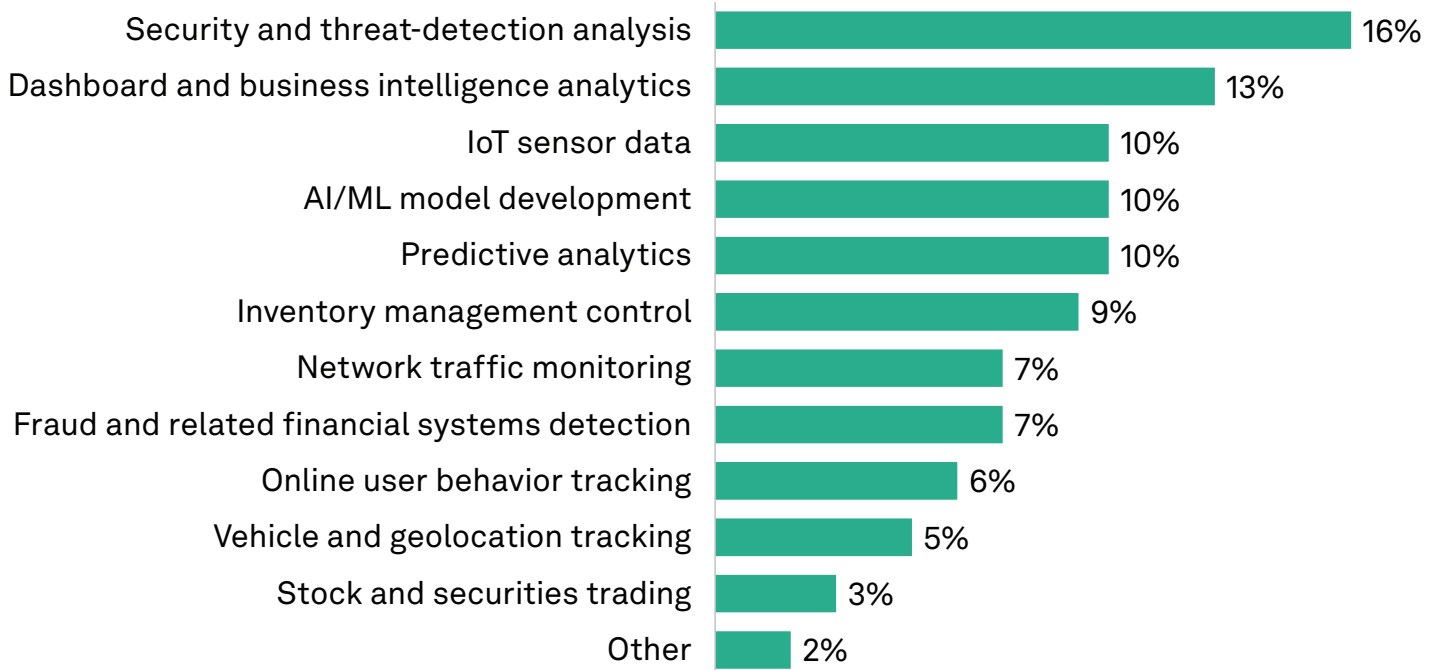 Security and threat-detection analysis 16%
Dashboard and business intelligence analytics 13%
IoT sensor data 10%
AI/ML model development 10%
Predictive analytics 10%
Inventory management control 9%
Network traffic monitoring 7%
Fraud and related financial systems detection 7%
Online user behavior tracking 6%
Vehicle and geolocation tracking 5%
Stock and securities trading 3%
Other 2%